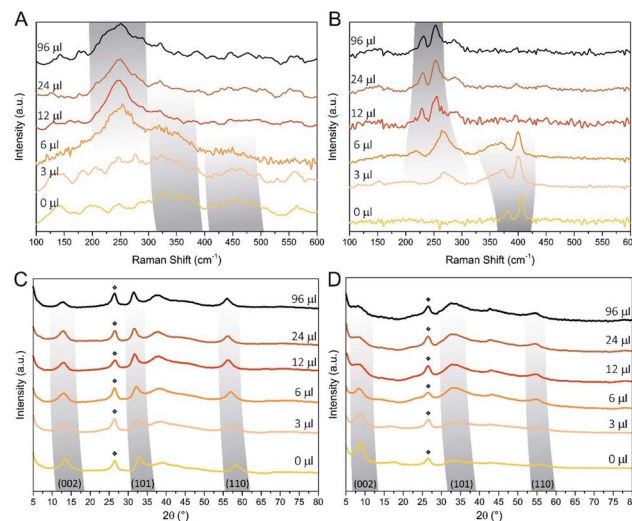 A
96 µl
24 µl
12 µl
6 µl
3 µl
0 µl
Intensity (a.u.)
100 150 200 250 300 350 400 450 500 550 600
Raman Shift (cm⁻¹)
B
96 µl
24 µl
12 µl
6 µl
3 µl
0 µl
Intensity (a.u.)
100 150 200 250 300 350 400 450 500 550 600
Raman Shift (cm⁻¹)
C
96 µl
24 µl
12 µl
6 µl
3 µl
0 µl
(002) (101) (110)
Intensity (a.u.)
5 10 15 20 25 30 35 40 45 50 55 60 65 70 75 80
2θ (°)
D
96 µl
24 µl
12 µl
6 µl
3 µl
0 µl
(002) (101) (110)
Intensity (a.u.)
5 10 15 20 25 30 35 40 45 50 55 60 65 70 75 80
2θ (°)